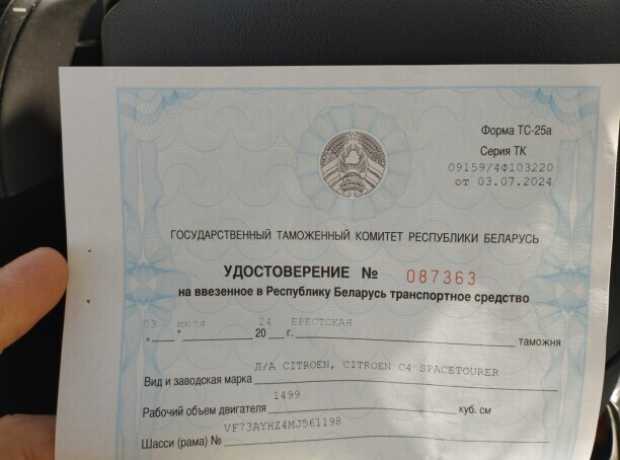 Форма ТС-25а
Серия ТК
09159/4Ф103220
от 03.07.2024
ГОСУДАРСТВЕННЫЙ ТАМОЖЕННЫЙ КОМИТЕТ РЕСПУБЛИКИ БЕЛАРУСЬ
УДОСТОВЕРЕНИЕ № 087363
на ввезенное в Республику Беларусь транспортное средство
"03" июля 2024 г. БРЕСТСКАЯ таможня
Л/А CITROEN, CITROEN C4 SPACETOURER
Вид и заводская марка
1499
Рабочий объем двигателя куб. см
VF73AYHZ4MJ561198
Шасси (рама) №